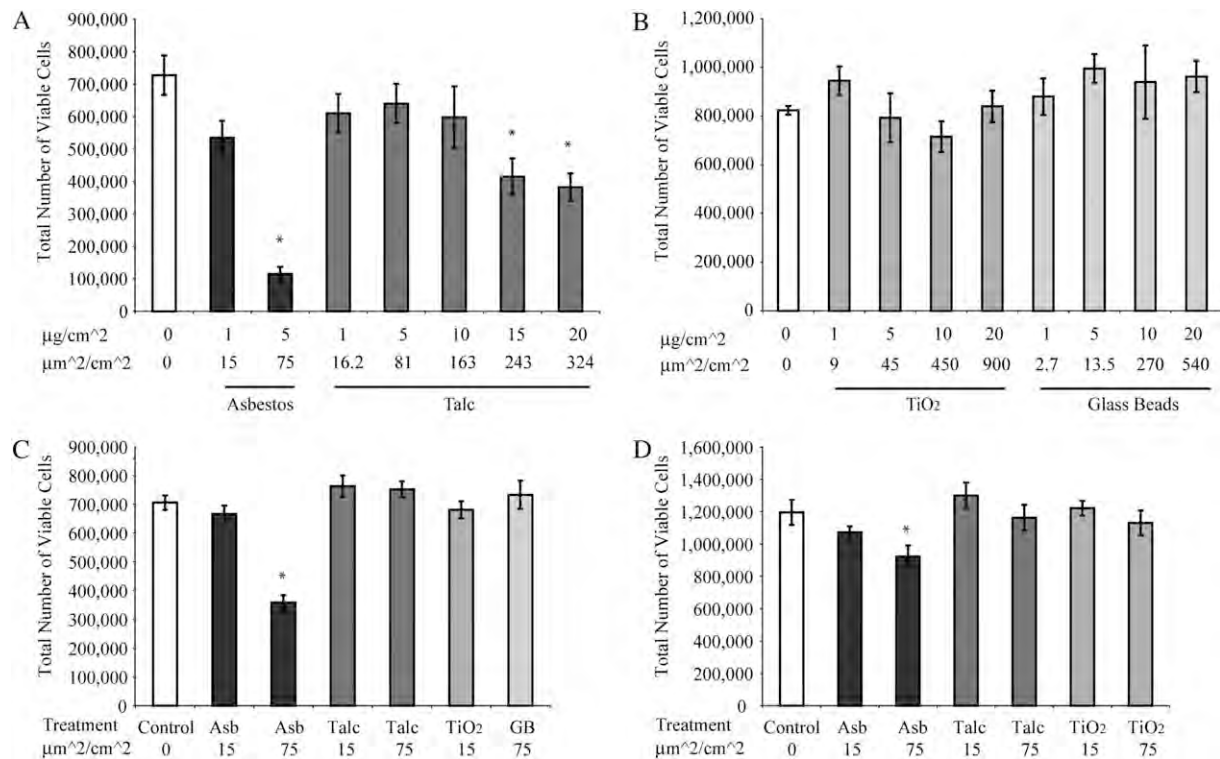 A
Total Number of Viable Cells
900,000
800,000
700,000
600,000
500,000
400,000
300,000
200,000
100,000
0
*
*
*
μg/cm^2 0 1 5 1 5 10 15 20
μm^2/cm^2 0 15 75 16.2 81 163 243 324
Asbestos Talc
B
Total Number of Viable Cells
1,200,000
1,000,000
800,000
600,000
400,000
200,000
0
μg/cm^2 0 1 5 10 20 1 5 10 20
μm^2/cm^2 0 9 45 450 900 2.7 13.5 270 540
TiO2 Glass Beads
C
Total Number of Viable Cells
900,000
800,000
700,000
600,000
500,000
400,000
300,000
200,000
100,000
0
*
Treatment Control Asb Asb Talc Talc TiO2 GB
μm^2/cm^2 0 15 75 15 75 15 75
D
Total Number of Viable Cells
1,600,000
1,400,000
1,200,000
1,000,000
800,000
600,000
400,000
200,000
0
*
Treatment Control Asb Asb Talc Talc TiO2 TiO2
μm^2/cm^2 0 15 75 15 75 15 75